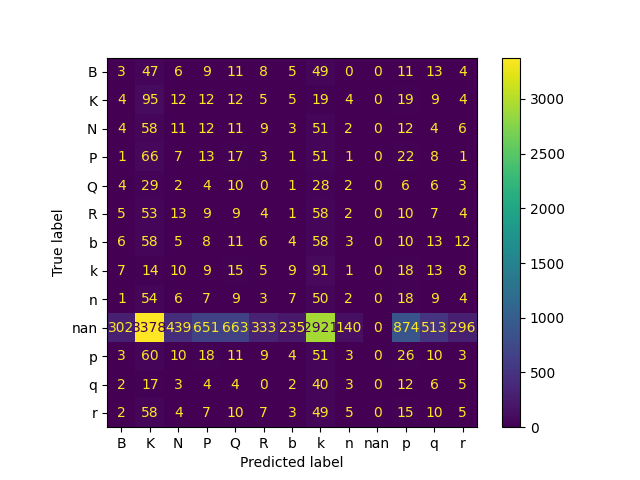 B 3 47 6 9 11 8 5 49 0 0 11 13 4
K 4 95 12 12 12 5 5 19 4 0 19 9 4
N 4 58 11 12 11 9 3 51 2 0 12 4 6
P 1 66 7 13 17 3 1 51 1 0 22 8 1
Q 4 29 2 4 10 0 1 28 2 0 6 6 3
R 5 53 13 9 9 4 1 58 2 0 10 7 4
b 6 58 5 8 11 6 4 58 3 0 10 13 12
k 7 14 10 9 15 5 9 91 1 0 18 13 8
n 1 54 6 7 9 3 7 50 2 0 18 9 4
nan 302 3378 439 651 663 333 235 2921 140 0 874 513 296
p 3 60 10 18 11 9 4 51 3 0 26 10 3
q 2 17 3 4 4 0 2 40 3 0 12 6 5
r 2 58 4 7 10 7 3 49 5 0 15 10 5
B K N P Q R b k n nan p q r
Predicted label
True label
3000
2500
2000
1500
1000
500
0